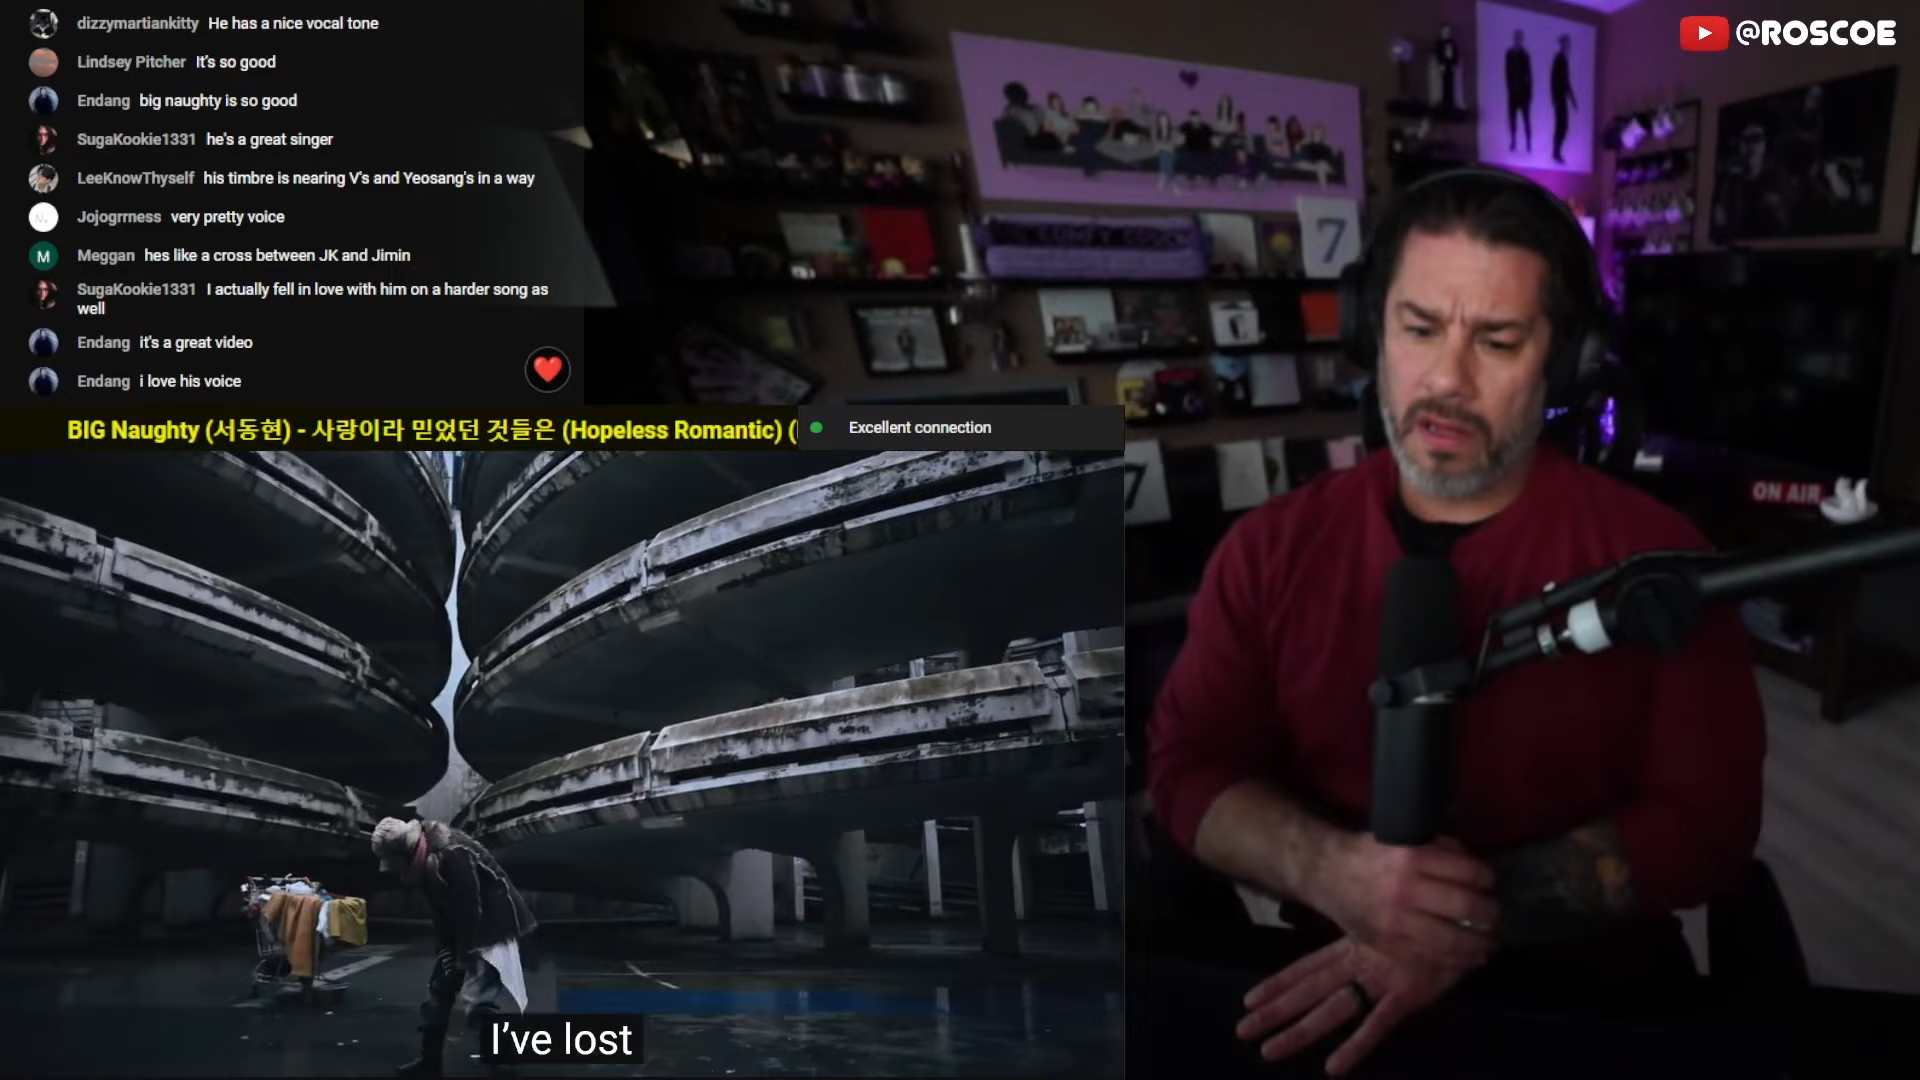 dizzymartiankitty He has a nice vocal tone
Lindsey Pitcher It's so good
Endang big naughty is so good
SugaKookie1331 he's a great singer
LeeKnowThyself his timbre is nearing V's and Yeosang's in a way
Jojogrrness very pretty voice
M Meggan hes like a cross between JK and Jimin
SugaKookie1331 I actually fell in love with him on a harder song as
well
Endang it's a great video
Endang i love his voice
BIG Naughty (서동현) - 사랑이라 믿었던 것들은 (Hopeless Romantic) (
Excellent connection
I've lost
@ROSCOE
7
7
ON AIR